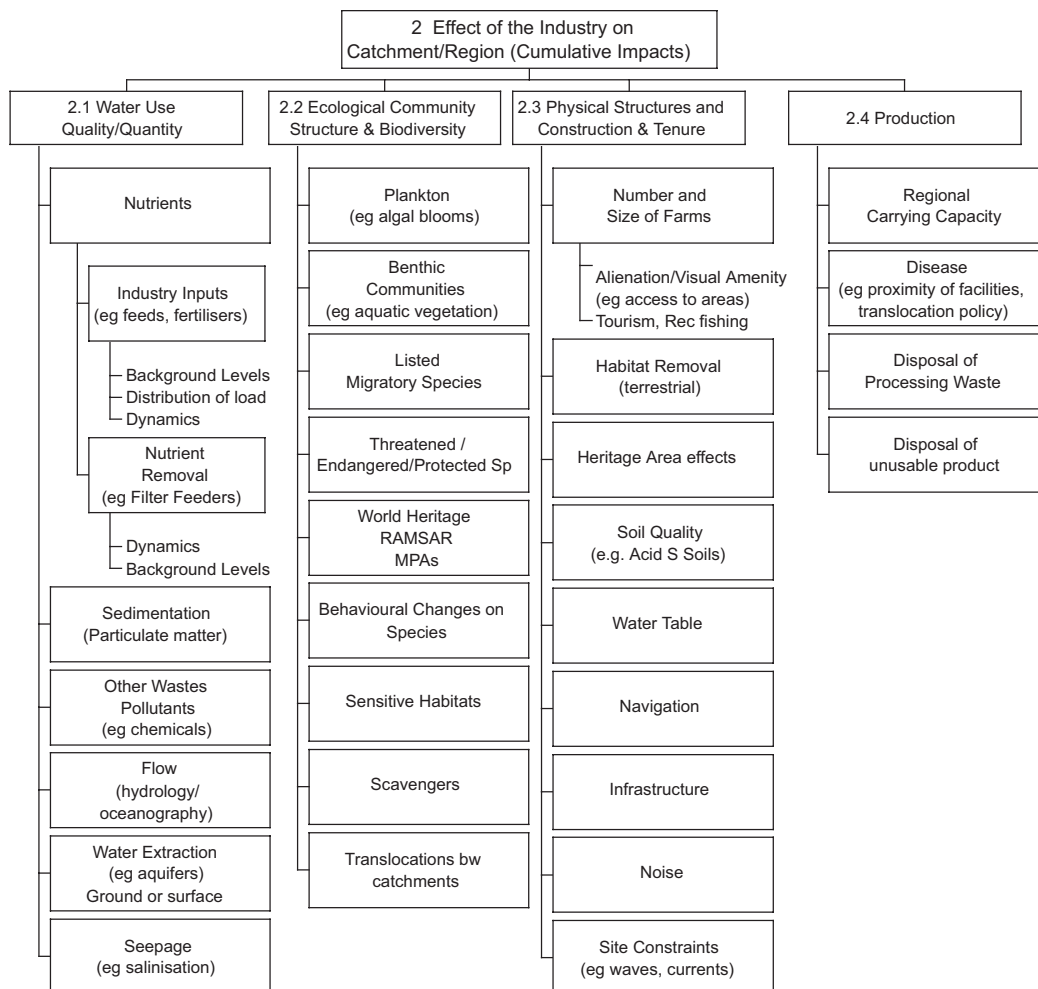 2 Effect of the Industry on
Catchment/Region (Cumulative Impacts)
2.1 Water Use
Quality/Quantity
Nutrients
Industry Inputs
(eg feeds, fertilisers)
Background Levels
Distribution of load
Dynamics
Nutrient
Removal
(eg Filter Feeders)
Dynamics
Background Levels
Sedimentation
(Particulate matter)
Other Wastes
Pollutants
(eg chemicals)
Flow
(hydrology/
oceanography)
Water Extraction
(eg aquifers)
Ground or surface
Seepage
(eg salinisation)
2.2 Ecological Community
Structure & Biodiversity
Plankton
(eg algal blooms)
Benthic
Communities
(eg aquatic vegetation)
Listed
Migratory Species
Threatened /
Endangered/Protected Sp
World Heritage
RAMSAR
MPAs
Behavioural Changes on
Species
Sensitive Habitats
Scavengers
Translocations bw
catchments
2.3 Physical Structures and
Construction & Tenure
Number and
Size of Farms
Alienation/Visual Amenity
(eg access to areas)
Tourism, Rec fishing
Habitat Removal
(terrestrial)
Heritage Area effects
Soil Quality
(e.g. Acid S Soils)
Water Table
Navigation
Infrastructure
Noise
Site Constraints
(eg waves, currents)
2.4 Production
Regional
Carrying Capacity
Disease
(eg proximity of facilities,
translocation policy)
Disposal of
Processing Waste
Disposal of
unusable product